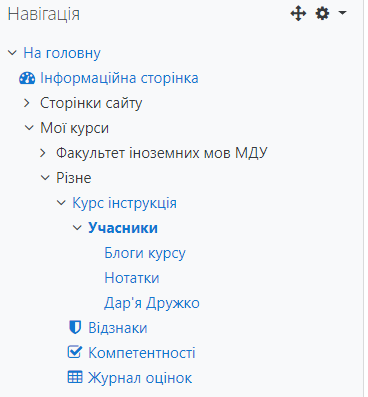 Навігація
На головну
Інформаційна сторінка
Сторінки сайту
Мої курси
Факультет іноземних мов МДУ
Різне
Курс інструкція
Учасники
Блоги курсу
Нотатки
Дар'я Дружко
Відзнаки
Компетентності
Журнал оцінок